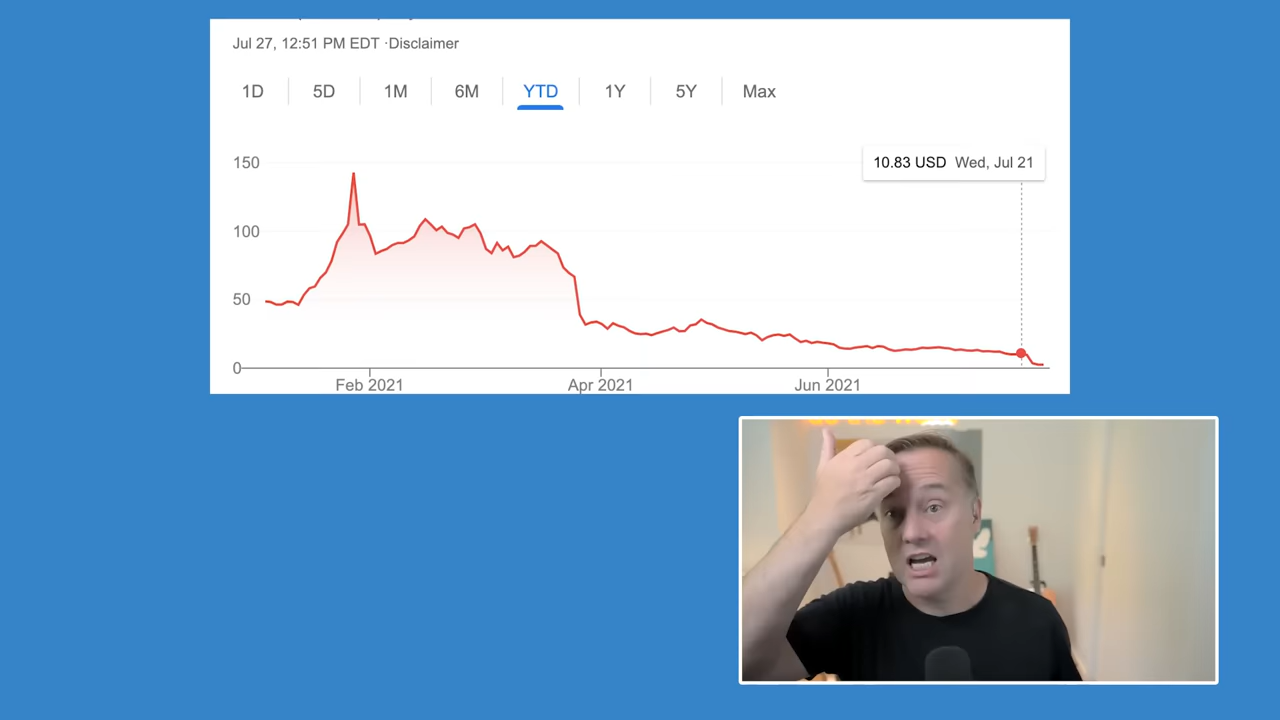 Jul 27, 12:51 PM EDT ·Disclaimer
1D 5D 1M 6M YTD 1Y 5Y Max
150
10.83 USD Wed, Jul 21
100
50
0
Feb 2021 Apr 2021 Jun 2021